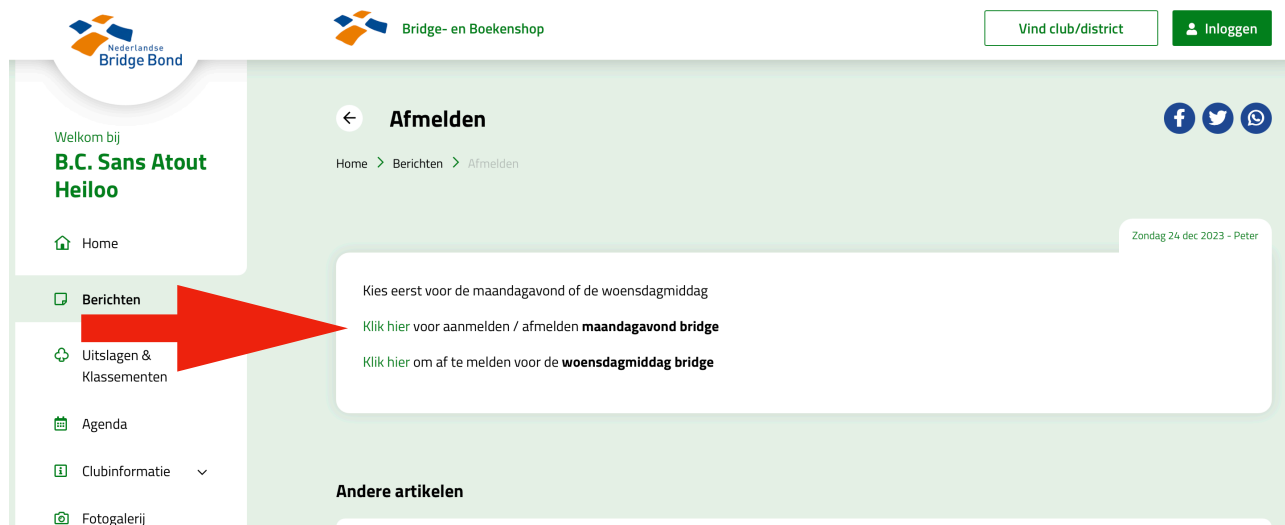 Nederlandse
Bridge Bond
Bridge- en Boekenshop
Vind club/district
Inloggen
Welkom bij
B.C. Sans Atout
Heiloo
Home
Berichten
Uitslagen &
Klassementen
Agenda
Clubinformatie
Fotogalerij
Afmelden
Home > Berichten > Afmelden
Zondag 24 dec 2023 - Peter
Kies eerst voor de maandagavond of de woensdagmiddag
Klik hier voor aanmelden / afmelden maandagavond bridge
Klik hier om af te melden voor de woensdagmiddag bridge
Andere artikelen